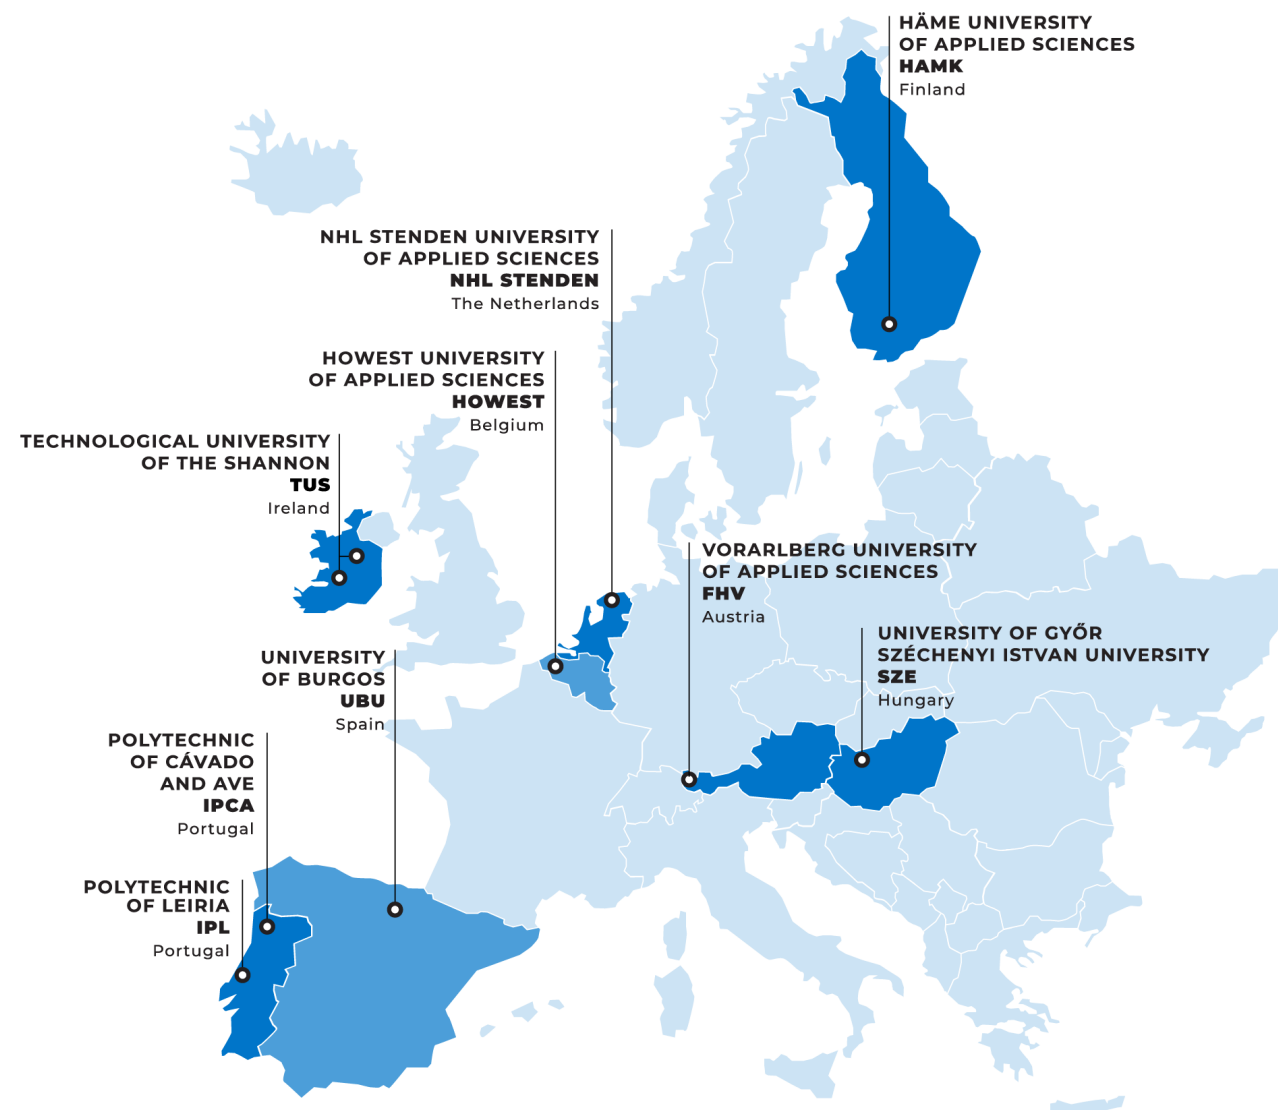 HÄME UNIVERSITY
OF APPLIED SCIENCES
HAMK
Finland
NHL STENDEN UNIVERSITY
OF APPLIED SCIENCES
NHL STENDEN
The Netherlands
HOWEST UNIVERSITY
OF APPLIED SCIENCES
HOWEST
Belgium
TECHNOLOGICAL UNIVERSITY
OF THE SHANNON
TUS
Ireland
VORARLBERG UNIVERSITY
OF APPLIED SCIENCES
FHV
Austria
UNIVERSITY OF GYŐR
SZÉCHENYI ISTVAN UNIVERSITY
SZE
Hungary
UNIVERSITY
OF BURGOS
UBU
Spain
POLYTECHNIC
OF CÁVADO
AND AVE
IPCA
Portugal
POLYTECHNIC
OF LEIRIA
IPL
Portugal